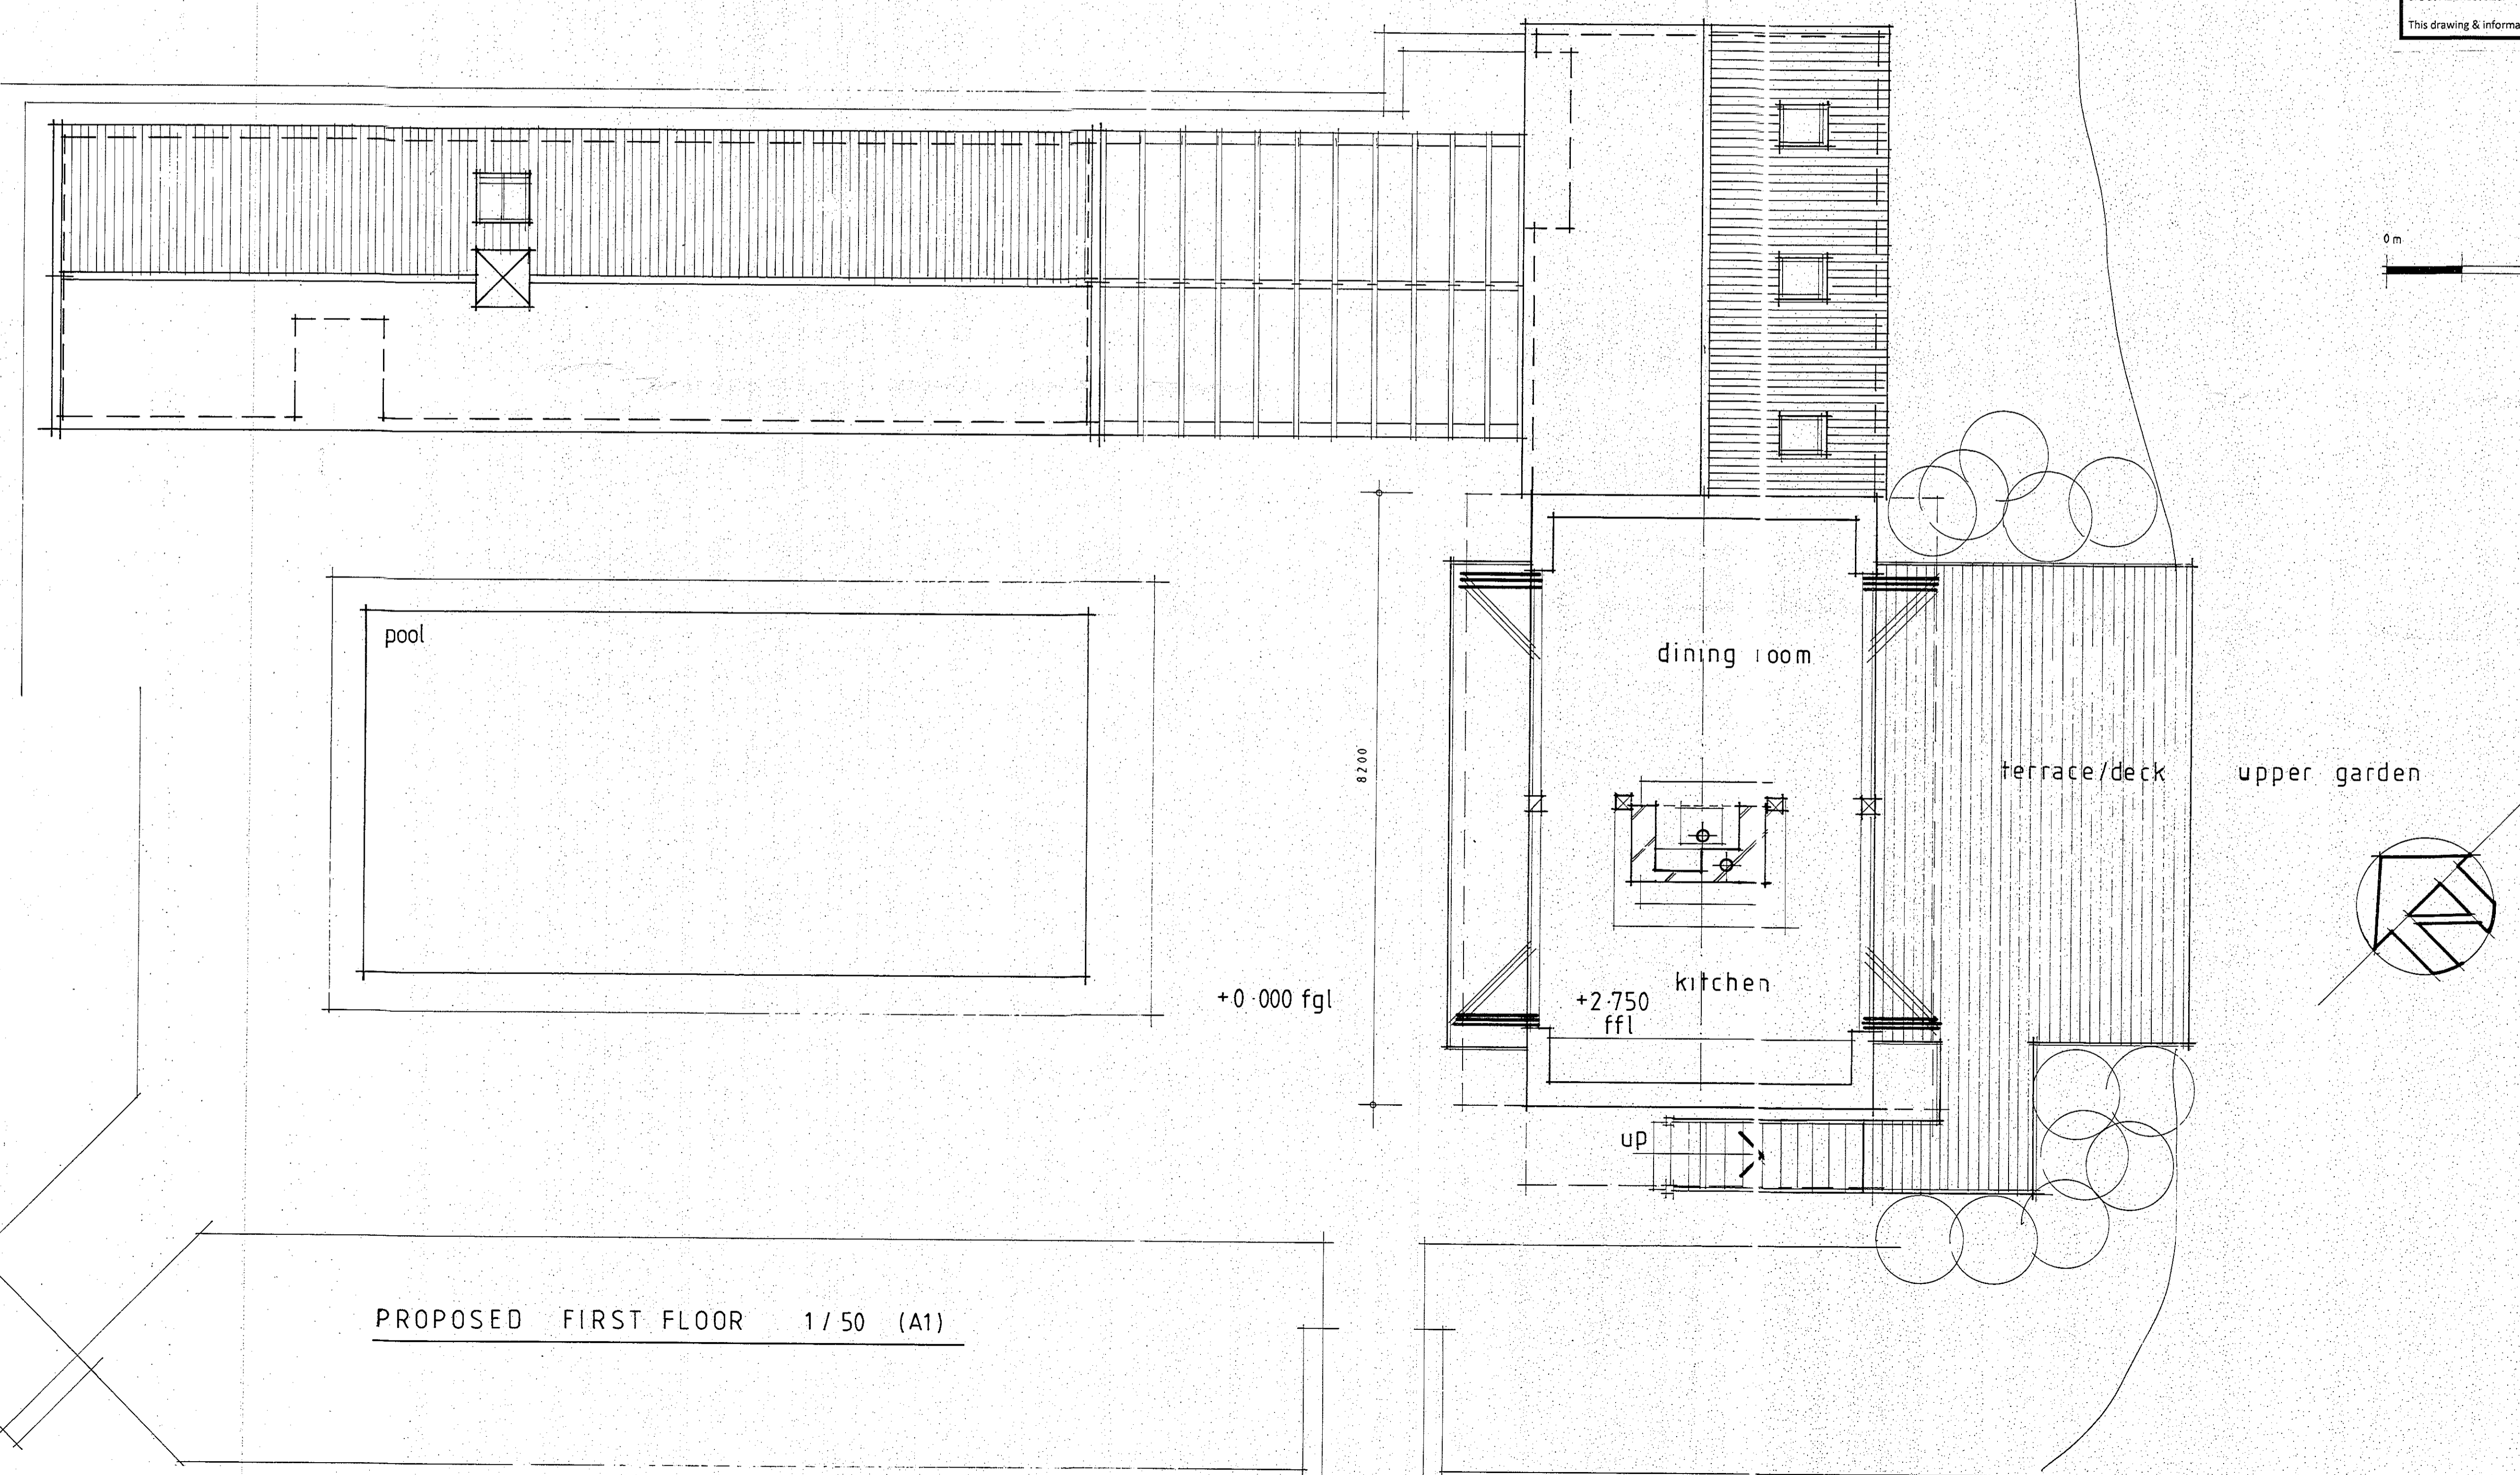 This drawing & informa
0 m
pool
dining room
8200
terrace/deck
upper garden
+0.000 fgl
kitchen
+2.750
ffl
up
PROPOSED FIRST FLOOR 1/50 (A1)